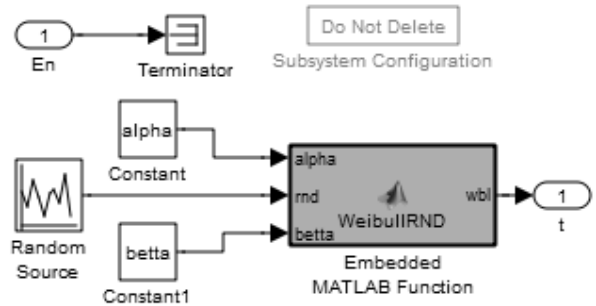 1
En
Terminator
Do Not Delete
Subsystem Configuration
alpha
Constant
Random
Source
betta
Constant1
alpha
rnd
betta
WeibullRND
wbl
Embedded
MATLAB Function
1
t